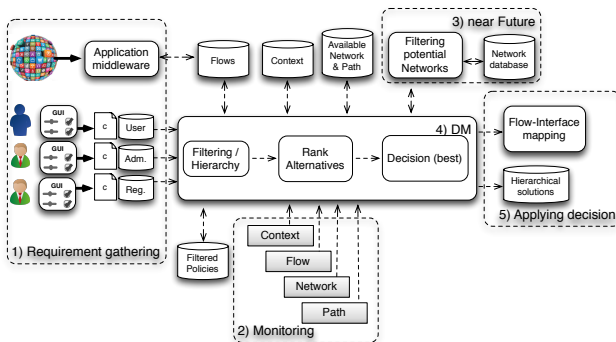 Application
middleware
Flows
Context
Available
Network
& Path
3) near Future
Filtering
potential
Networks
Network
database
GUI
c
User
GUI
c
Adm.
GUI
c
Reg.
1) Requirement gathering
4) DM
Filtering /
Hierarchy
Rank
Alternatives
Decision (best)
Flow-Interface
mapping
Hierarchical
solutions
5) Applying decision
Filtered
Policies
Context
Flow
Network
Path
2) Monitoring